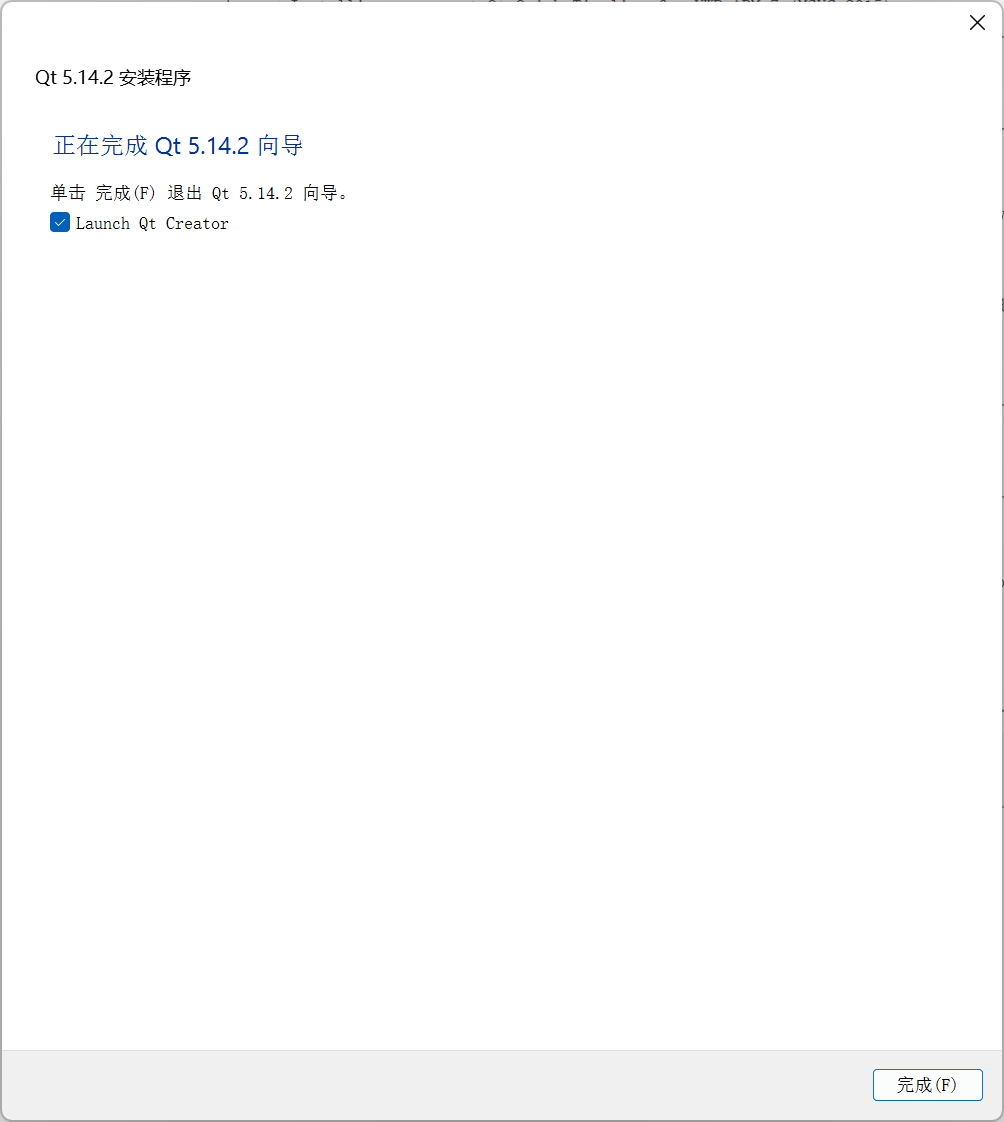 Qt 5.14.2 安装程序
正在完成 Qt 5.14.2 向导
单击 完成(F) 退出 Qt 5.14.2 向导。
Launch Qt Creator
完成(F)